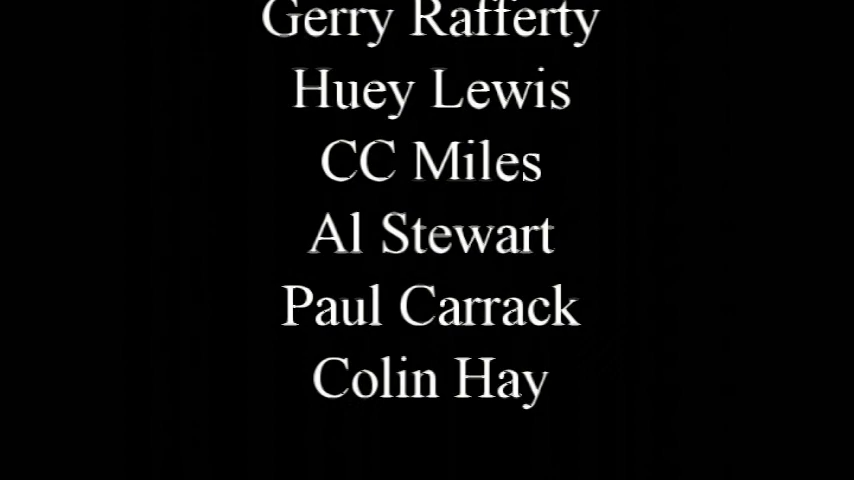 Gerry Rafferty
Huey Lewis
CC Miles
Al Stewart
Paul Carrack
Colin Hay